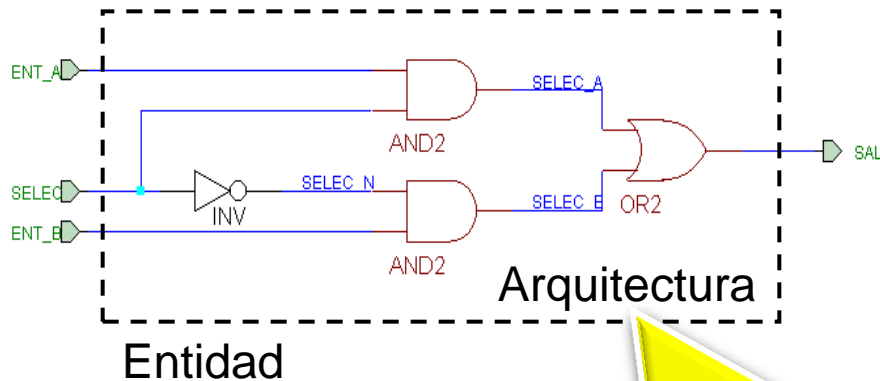 ENT_A
SELEC_A
AND2
SAL
SELEC
SELEC_N
INV
SELEC_B
OR2
ENT_B
AND2
Arquitectura
Entidad